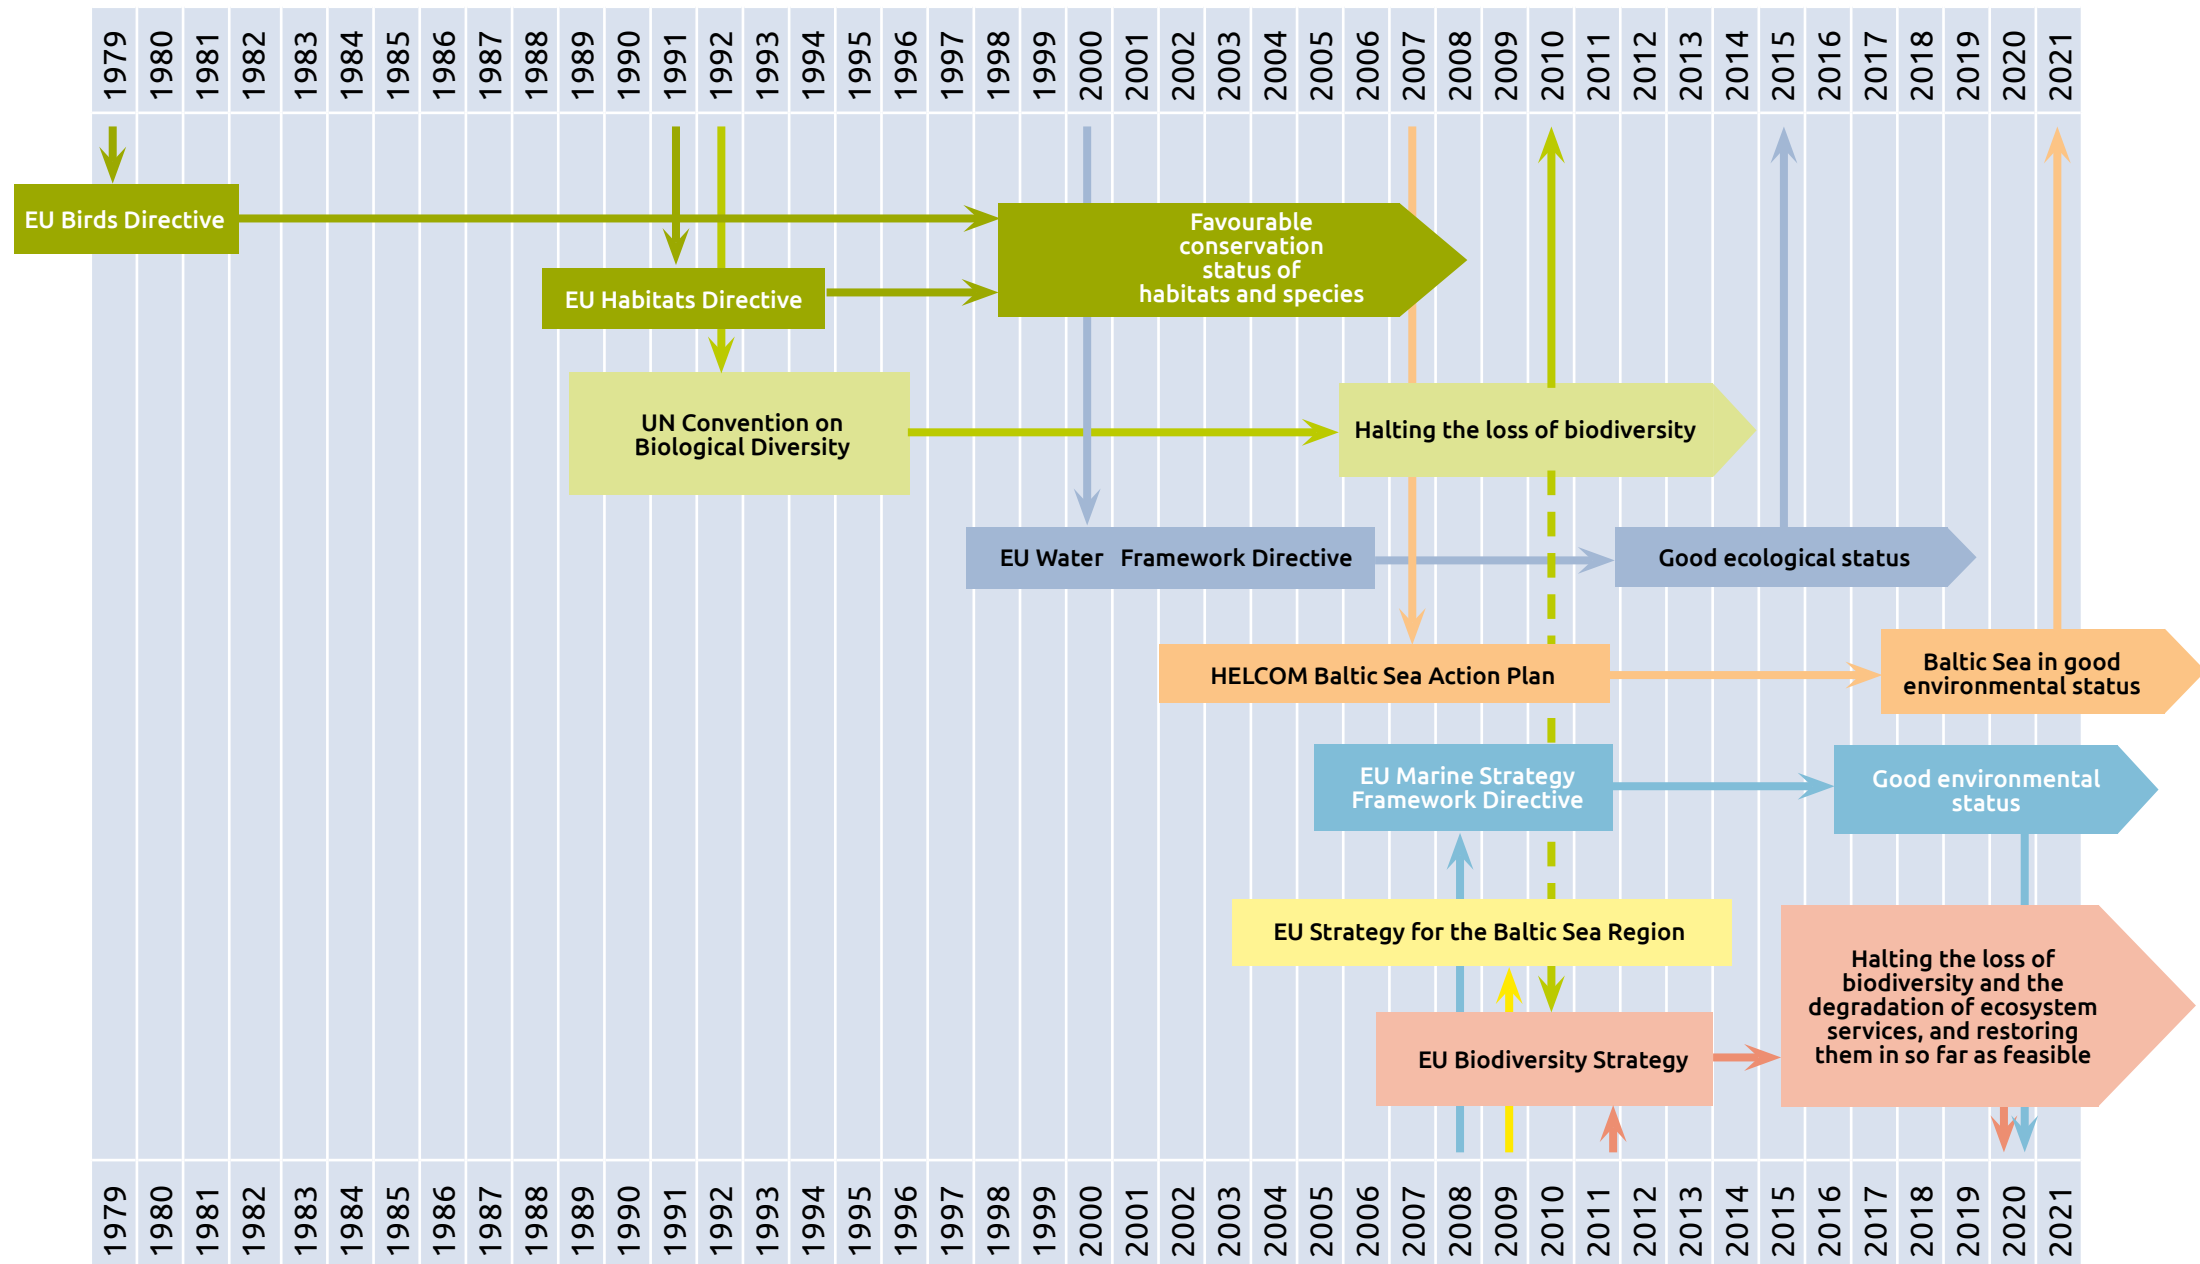 1979 1980 1981 1982 1983 1984 1985 1986 1987 1988 1989 1990 1991 1992 1993 1994 1995 1996 1997 1998 1999 2000 2001 2002 2003 2004 2005 2006 2007 2008 2009 2010 2011 2012 2013 2014 2015 2016 2017 2018 2019 2020 2021
EU Birds Directive
Favourable
conservation
status of
habitats and species
EU Habitats Directive
UN Convention on
Biological Diversity
Halting the loss of biodiversity
EU Water Framework Directive
Good ecological status
HELCOM Baltic Sea Action Plan
Baltic Sea in good
environmental status
EU Marine Strategy
Framework Directive
Good environmental
status
EU Strategy for the Baltic Sea Region
Halting the loss of
biodiversity and the
degradation of ecosystem
services, and restoring
them in so far as feasible
EU Biodiversity Strategy
1979 1980 1981 1982 1983 1984 1985 1986 1987 1988 1989 1990 1991 1992 1993 1994 1995 1996 1997 1998 1999 2000 2001 2002 2003 2004 2005 2006 2007 2008 2009 2010 2011 2012 2013 2014 2015 2016 2017 2018 2019 2020 2021